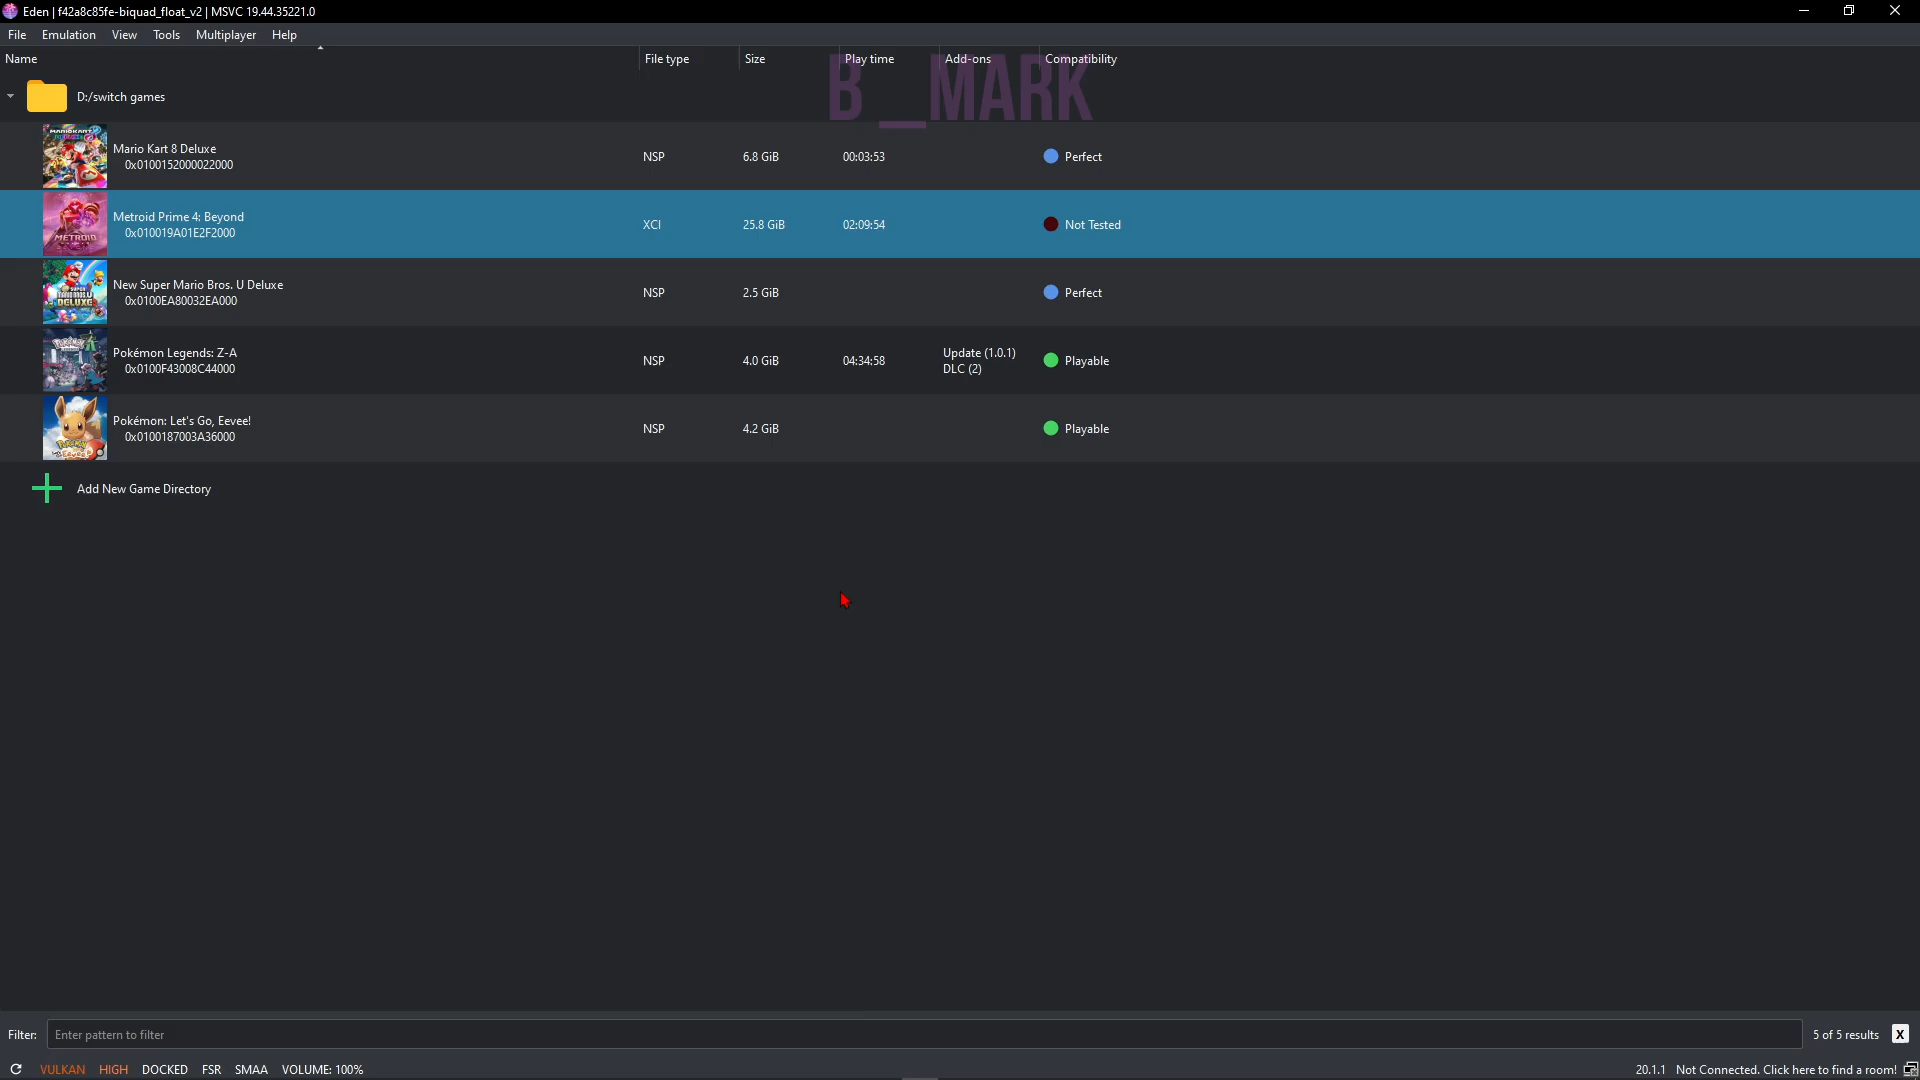 Eden | f42a8c85fe-biquad_float_v2 | MSVC 19.44.35221.0
File Emulation View Tools Multiplayer Help
Name File type Size Play time Add-ons Compatibility
B _MARK
D:/switch games
Mario Kart 8 Deluxe
0x0100152000022000
NSP 6.8 GiB 00:03:53 Perfect
Metroid Prime 4: Beyond
0x010019A01E2F2000
XCI 25.8 GiB 02:09:54 Not Tested
New Super Mario Bros. U Deluxe
0x0100EA80032EA000
NSP 2.5 GiB Perfect
Pokémon Legends: Z-A
0x0100F43008C44000
NSP 4.0 GiB 04:34:58 Update (1.0.1) Playable
DLC (2)
Pokémon: Let's Go, Eevee!
0x0100187003A36000
NSP 4.2 GiB Playable
Add New Game Directory
Filter: Enter pattern to filter 5 of 5 results X
VULKAN HIGH DOCKED FSR SMAA VOLUME: 100% 20.1.1 Not Connected. Click here to find a room!